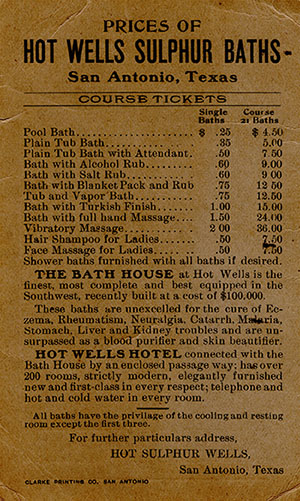 PRICES OF
HOT WELLS SULPHUR BATHS-
San Antonio, Texas
COURSE TICKETS
Single Baths Course 21 Baths
Pool Bath.................... $ .25 $ 4.50
Plain Tub Bath............... .35 5.00
Plain Tub Bath with Attendant. .50 7.50
Bath with Alcohol Rub........ .60 9.00
Bath with Salt Rub........... .60 9 00
Bath with Blanket Pack and Rub .75 12 50
Tub and Vapor Bath........... .75 12.50
Bath with Turkish Finish...... 1.00 15.00
Bath with full hand Massage.... 1.50 24.00
Vibratory Massage............ 2 00 36.00
Hair Shampoo for Ladies...... .50 7.50
Face Massage for Ladies....... .50 7.50
Shower baths furnished with all baths if desired.
THE BATH HOUSE at Hot Wells is the
finest, most complete and best equipped in the
Southwest, recently built at a cost of $100.000.
These baths are unexcelled for the cure of Ec-
zema, Rheumatism, Neuralgia, Catarrh, Malaria,
Stomach, Liver and Kidney troubles and are un-
surpassed as a blood purifier and skin beautifier.
HOT WELLS HOTEL connected with the
Bath House by an enclosed passage way; has over
200 rooms, strictly modern, elegantly furnished
new and first-class in every respect; telephone and
hot and cold water in every room.
All baths have the privilage of the cooling and resting
room except the first three.
For further particulars address,
HOT SULPHUR WELLS,
San Antonio, Texas
CLARKE PRINTING CO. SAN ANTONIO